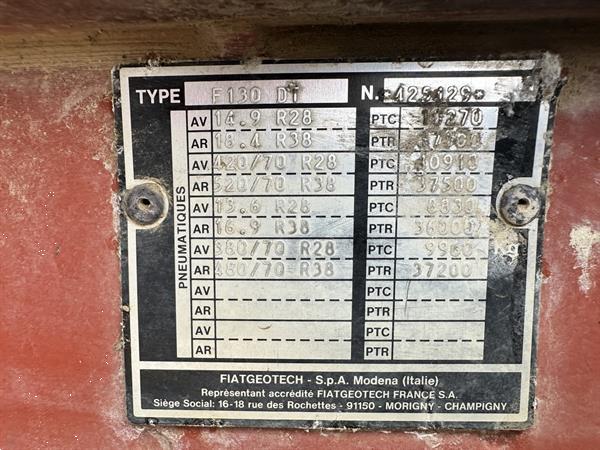 TYPE F130 DT N. *429129*
PNEUMATIQUES
AV 14.9 R28 PTC 11270
AR 18.4 R38 PTR
AV 420/70 R28 PTC 10910
AR 520/70 R38 PTR 37500
AV 13.6 R28 PTC 8830
AR 16.9 R38 PTR 36000
AV 380/70 R28 PTC 9960
AR 480/70 R38 PTR 37200
AV PTC
AR PTR
AV PTC
AR PTR
FIATGEOTECH - S.p.A. Modena (Italie)
Représentant accrédité FIATGEOTECH FRANCE S.A.
Siège Social: 16-18 rue des Rochettes - 91150 - MORIGNY - CHAMPIGNY